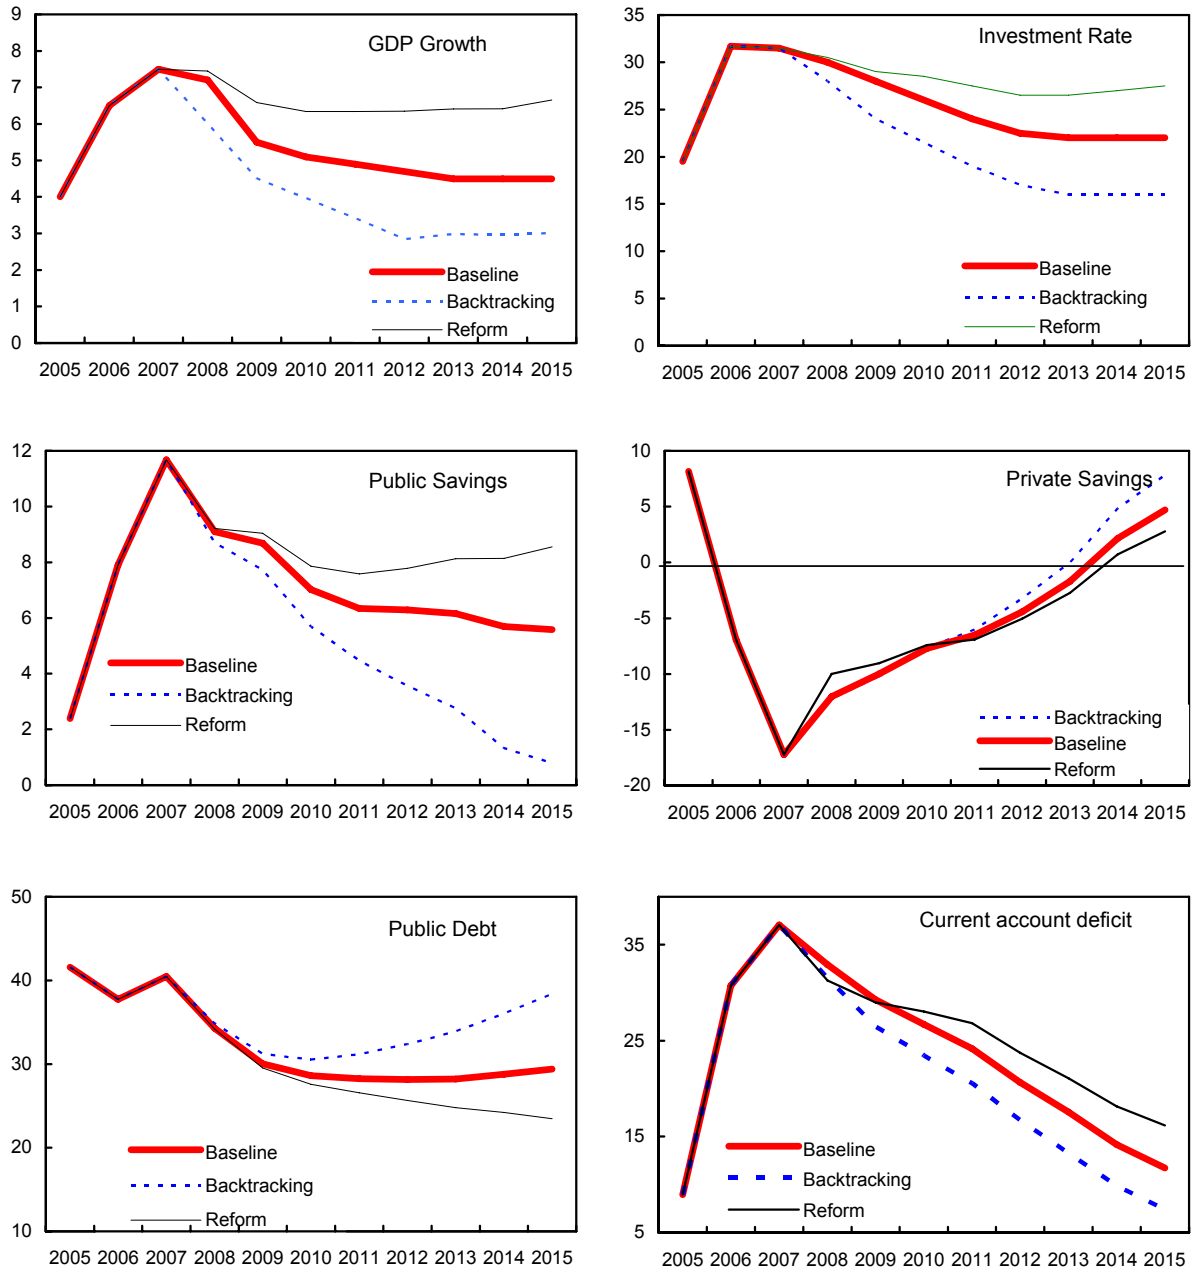 GDP Growth
9
8
7
6
5
4
3
2
1
0
Baseline
Backtracking
Reform
2005 2006 2007 2008 2009 2010 2011 2012 2013 2014 2015
Investment Rate
35
30
25
20
15
10
5
0
Baseline
Backtracking
Reform
2005 2006 2007 2008 2009 2010 2011 2012 2013 2014 2015
Public Savings
12
10
8
6
4
2
0
Baseline
Backtracking
Reform
2005 2006 2007 2008 2009 2010 2011 2012 2013 2014 2015
Private Savings
10
5
0
-5
-10
-15
-20
Backtracking
Baseline
Reform
2005 2006 2007 2008 2009 2010 2011 2012 2013 2014 2015
Public Debt
50
40
30
20
10
Baseline
Backtracking
Reform
2005 2006 2007 2008 2009 2010 2011 2012 2013 2014 2015
Current account deficit
35
25
15
5
Baseline
Backtracking
Reform
2005 2006 2007 2008 2009 2010 2011 2012 2013 2014 2015